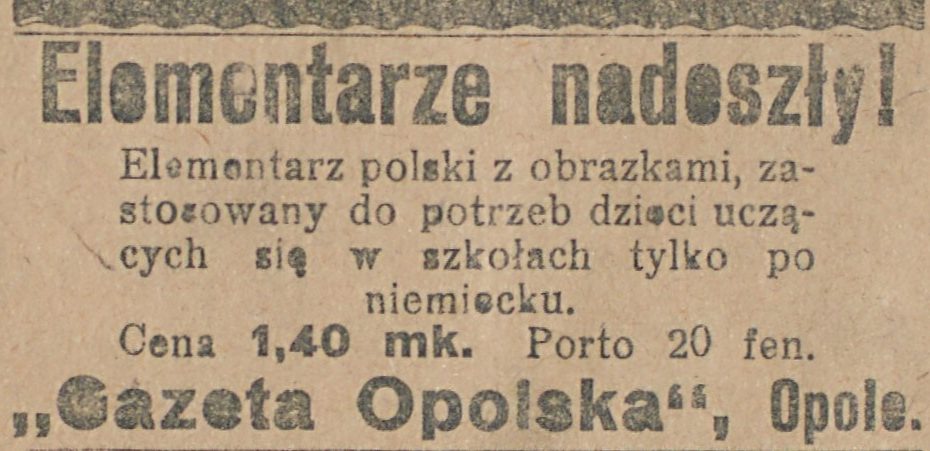 Elementarze nadeszły!
Elementarz polski z obrazkami, za-
stosowany do potrzeb dzieci uczą-
cych się w szkołach tylko po
niemiecku.
Cena 1,40 mk. Porto 20 fen.
„Gazeta Opolska“, Opole.